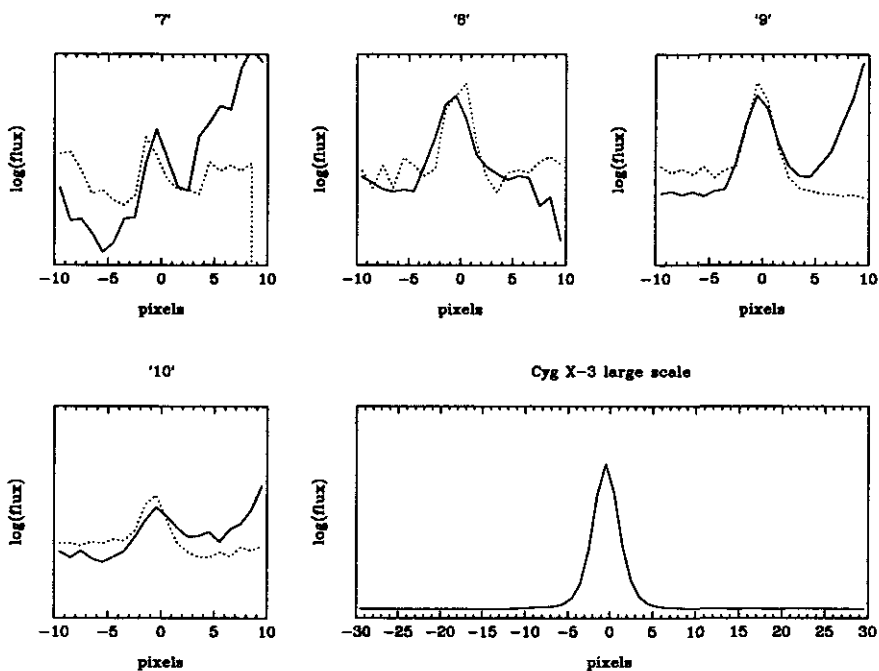 '7'
'8'
'9'
log(flux)
log(flux)
log(flux)
−10 −5 0 5 10
−10 −5 0 5 10
−10 −5 0 5 10
pixels
pixels
pixels
'10'
Cyg X−3 large scale
log(flux)
log(flux)
−10 −5 0 5 10
−30 −25 −20 −15 −10 −5 0 5 10 15 20 25 30
pixels
pixels